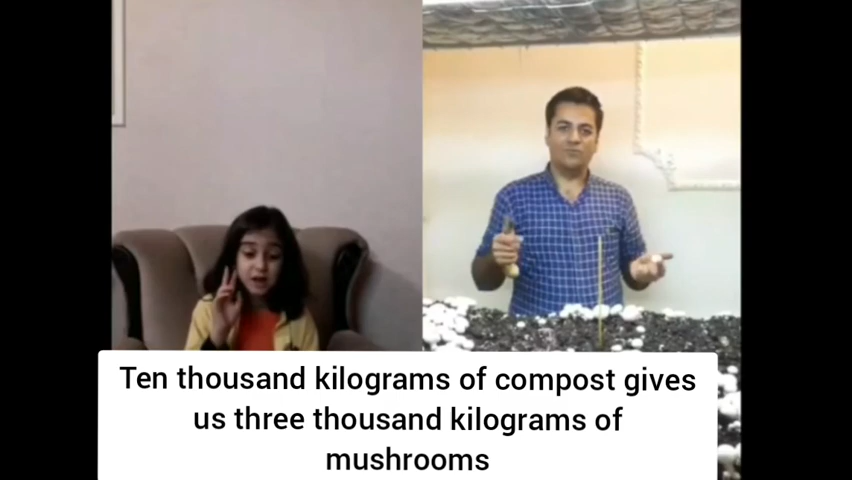 Ten thousand kilograms of compost gives
us three thousand kilograms of
mushrooms